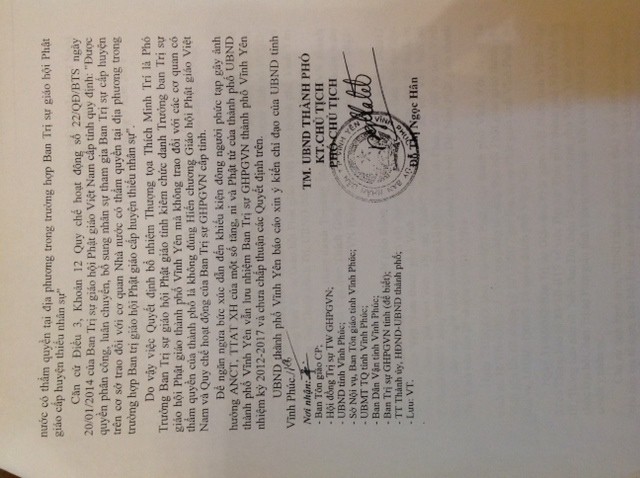 nước có thẩm quyền tại địa phương trong trường hợp Ban Trị sự giáo hội Phật
giáo cấp huyện thiếu nhân sự"
Căn cứ Điều 3, Khoản 12 Quy chế hoạt động số 22/QĐ/BTS ngày
20/01/2014 của Ban Trị sự giáo hội Phật giáo Việt Nam cấp tỉnh quy định: "Được
quyền phân công, luân chuyển, bổ sung nhân sự tham gia Ban Trị sự cấp huyện
trên cơ sở trao đổi với cơ quan Nhà nước có thẩm quyền tại địa phương trong
trường hợp Ban trị giáo hội Phật giáo cấp huyện thiếu nhân sự".
Do vậy việc Quyết định bổ nhiệm Thượng tọa Thích Minh Trí là Phó
Trưởng Ban Trị sự giáo hội Phật giáo tỉnh kiêm chức danh Trưởng ban Trị sự
giáo hội Phật giáo thành phố Vĩnh Yên mà không trao đổi với các cơ quan có
thẩm quyền của thành phố là không đúng Hiến chương Giáo hội Phật giáo Việt
Nam và Quy chế hoạt động của Ban Trị sự GHPGVN cấp tỉnh.
Để ngăn ngừa bức xúc dẫn đến khiếu kiện đông người phức tạp gây ảnh
hưởng ANCT, TTAT XH của một số tăng, ni và Phật tử của thành phố UBND
thành phố Vĩnh Yên vẫn lưu nhiệm Ban Trị sự GHPGVN thành phố Vĩnh Yên
nhiệm kỳ 2012-2017 và chưa chấp thuận các Quyết định trên.
UBND thành phố Vĩnh Yên báo cáo xin ý kiến chỉ đạo của UBND tỉnh
Vĩnh Phúc./.
Nơi nhận:
- Ban Tôn giáo CP;
- Hội đồng Trị sự TW GHPGVN;
- UBND tỉnh Vĩnh Phúc;
- Sở Nội vụ, Ban Tôn giáo tỉnh Vĩnh Phúc;
- UBMT TQ tỉnh Vĩnh Phúc;
- Ban Dân Vận tỉnh Vĩnh Phúc;
- Ban Trị sự GHPGVN tỉnh (để biết);
- TT Thành ủy, HĐND-UBND thành phố;
- Lưu: VT.
TM. UBND THÀNH PHỐ
KT.CHỦ TỊCH
PHÓ CHỦ TỊCH
Ngọc Hân